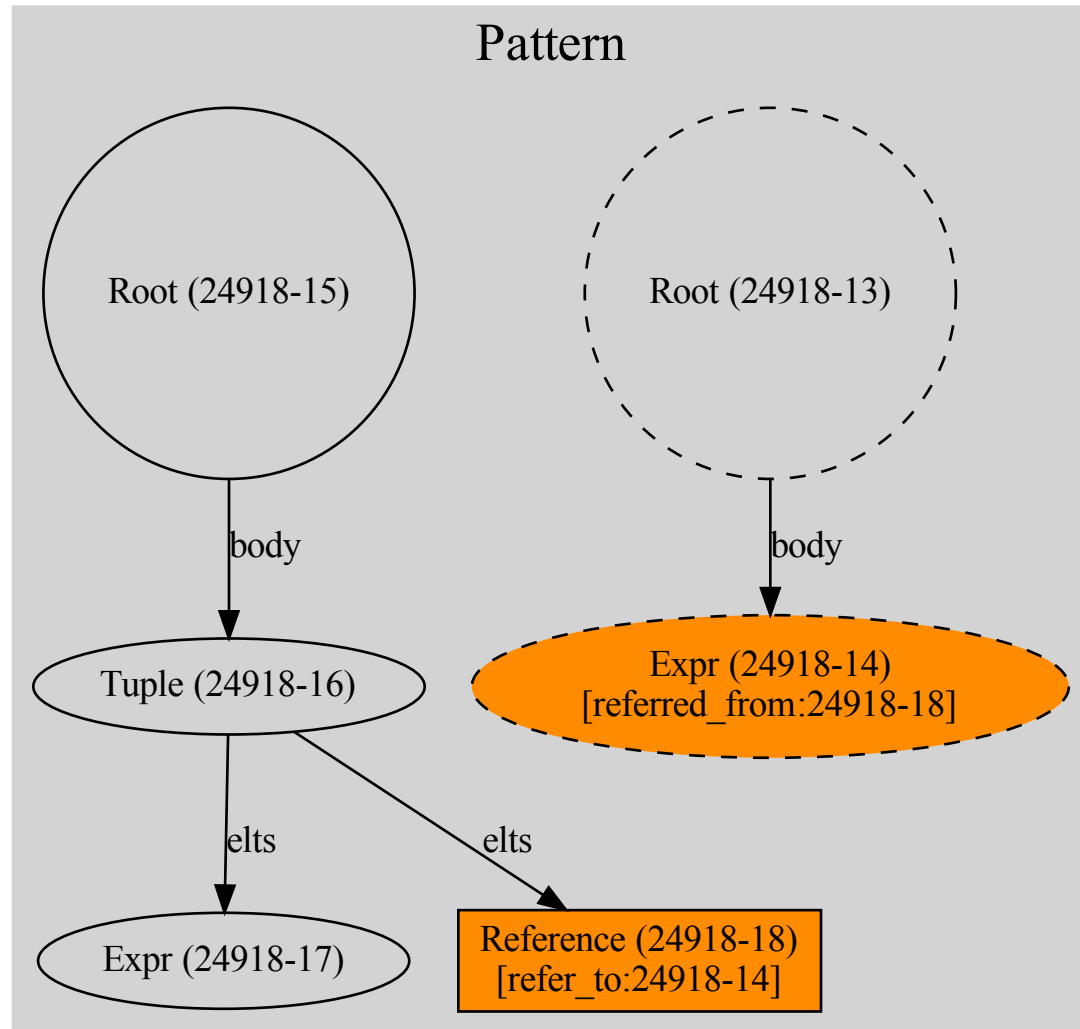 Pattern
Root (24918-15)
Root (24918-13)
body
body
Tuple (24918-16)
Expr (24918-14)
[referred_from:24918-18]
elts
elts
Expr (24918-17)
Reference (24918-18)
[refer_to:24918-14]